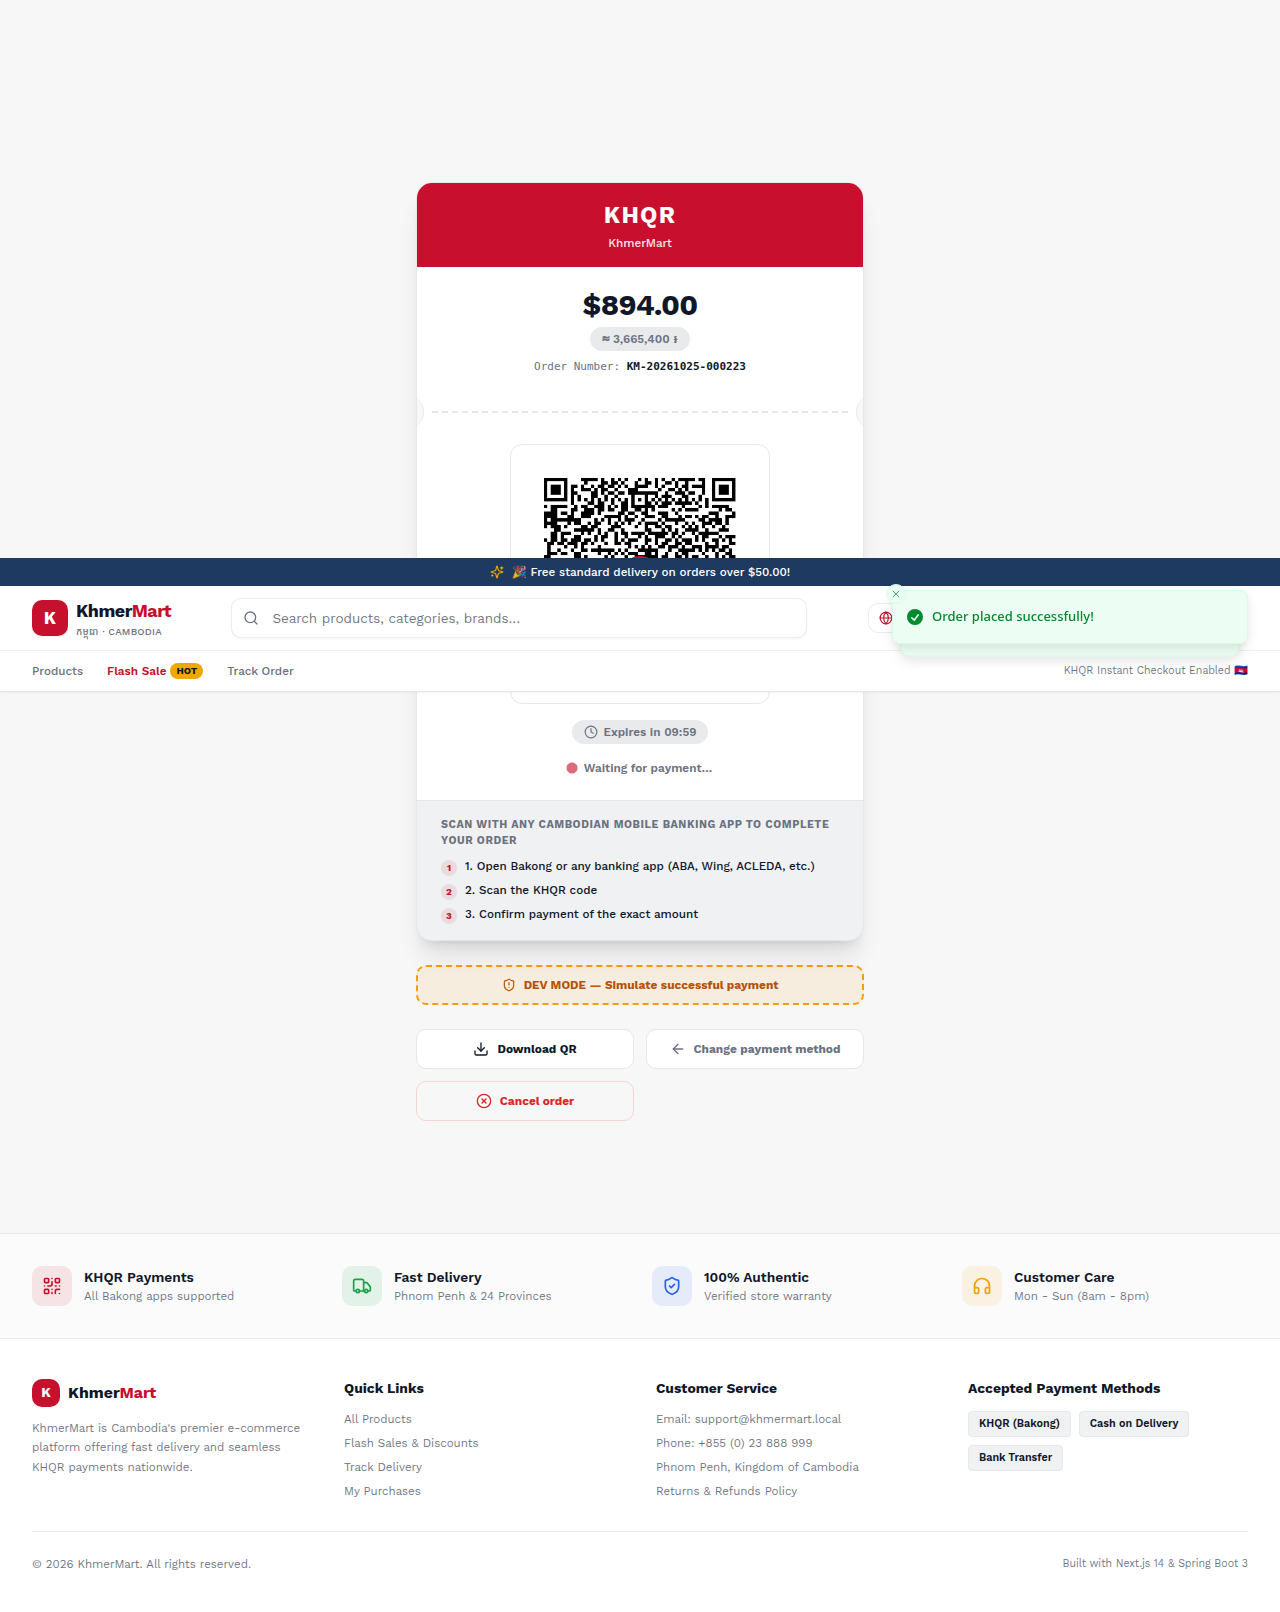 KHQR
KhmerMart
$894.00
≈ 3,665,400 ៛
Order Number: KM-20261025-000223
✨ 🎉 Free standard delivery on orders over $50.00!
K KhmerMart
កម្ពុជា · CAMBODIA
Search products, categories, brands...
Order placed successfully!
Products
Flash Sale HOT
Track Order
KHQR Instant Checkout Enabled 🇰🇭
Expires in 09:59
Waiting for payment...
SCAN WITH ANY CAMBODIAN MOBILE BANKING APP TO COMPLETE
YOUR ORDER
1 1. Open Bakong or any banking app (ABA, Wing, ACLEDA, etc.)
2 2. Scan the KHQR code
3 3. Confirm payment of the exact amount
DEV MODE — Simulate successful payment
Download QR
Change payment method
Cancel order
KHQR Payments
All Bakong apps supported
Fast Delivery
Phnom Penh & 24 Provinces
100% Authentic
Verified store warranty
Customer Care
Mon - Sun (8am - 8pm)
K KhmerMart
KhmerMart is Cambodia's premier e-commerce
platform offering fast delivery and seamless
KHQR payments nationwide.
Quick Links
All Products
Flash Sales & Discounts
Track Delivery
My Purchases
Customer Service
Email: support@khmermart.local
Phone: +855 (0) 23 888 999
Phnom Penh, Kingdom of Cambodia
Returns & Refunds Policy
Accepted Payment Methods
KHQR (Bakong)
Cash on Delivery
Bank Transfer
© 2026 KhmerMart. All rights reserved.
Built with Next.js 14 & Spring Boot 3